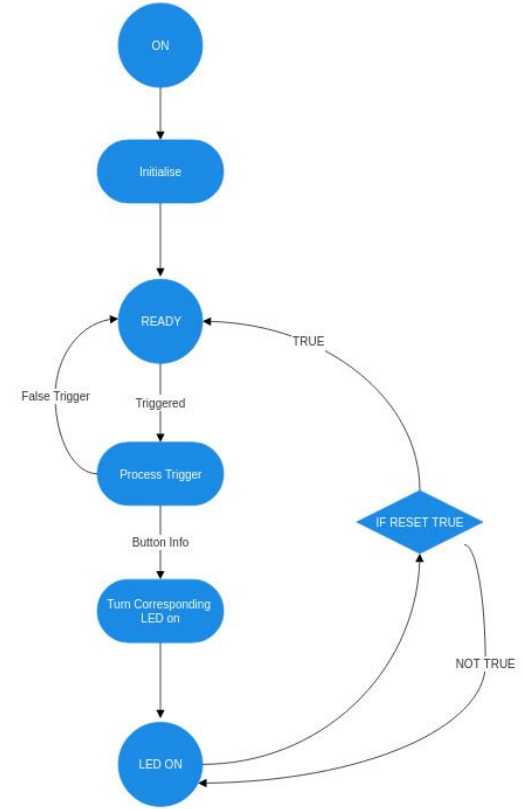 ON
Initialise
READY
TRUE
False Trigger
Triggered
Process Trigger
IF RESET TRUE
Button Info
Turn Corresponding
LED on
NOT TRUE
LED ON